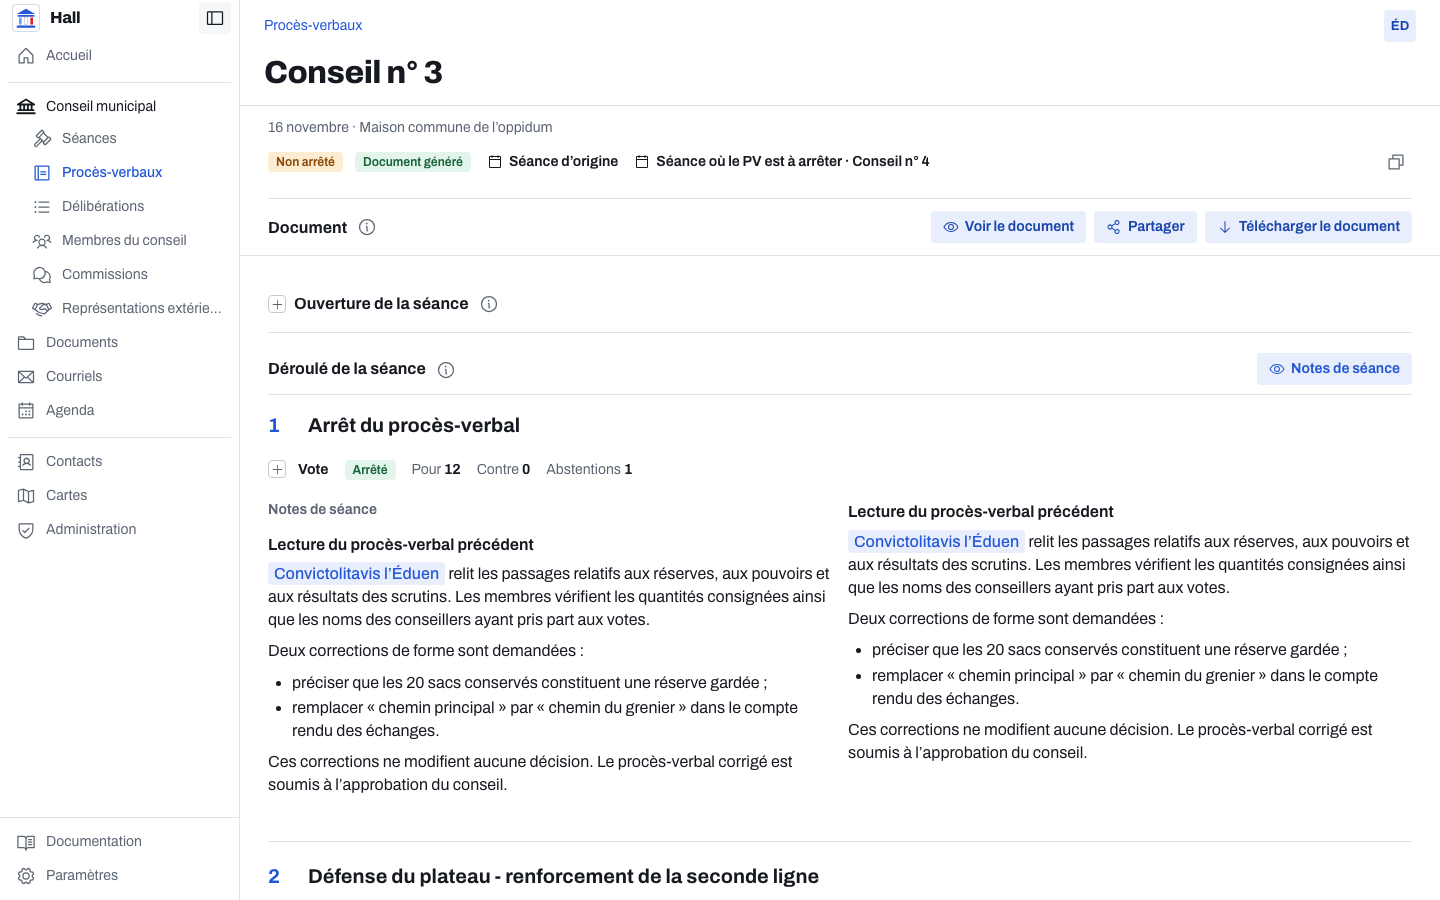 Hall
Accueil
Conseil municipal
Séances
Procès-verbaux
Délibérations
Membres du conseil
Commissions
Représentations extérie...
Documents
Courriels
Agenda
Contacts
Cartes
Administration
Documentation
Paramètres
Procès-verbaux
ÉD
Conseil n° 3
16 novembre · Maison commune de l’oppidum
Non arrêté Document généré Séance d’origine Séance où le PV est à arrêter · Conseil n° 4
Document Voir le document Partager Télécharger le document
Ouverture de la séance
Déroulé de la séance Notes de séance
1 Arrêt du procès-verbal
Vote Arrêté Pour 12 Contre 0 Abstentions 1
Notes de séance
Lecture du procès-verbal précédent
Convictolitavis l’Éduen relit les passages relatifs aux réserves, aux pouvoirs et
aux résultats des scrutins. Les membres vérifient les quantités consignées ainsi
que les noms des conseillers ayant pris part aux votes.
Deux corrections de forme sont demandées :
• préciser que les 20 sacs conservés constituent une réserve gardée ;
• remplacer « chemin principal » par « chemin du grenier » dans le compte
rendu des échanges.
Ces corrections ne modifient aucune décision. Le procès-verbal corrigé est
soumis à l’approbation du conseil.
Lecture du procès-verbal précédent
Convictolitavis l’Éduen relit les passages relatifs aux réserves, aux pouvoirs et
aux résultats des scrutins. Les membres vérifient les quantités consignées ainsi
que les noms des conseillers ayant pris part aux votes.
Deux corrections de forme sont demandées :
• préciser que les 20 sacs conservés constituent une réserve gardée ;
• remplacer « chemin principal » par « chemin du grenier » dans le compte
rendu des échanges.
Ces corrections ne modifient aucune décision. Le procès-verbal corrigé est
soumis à l’approbation du conseil.
2 Défense du plateau - renforcement de la seconde ligne